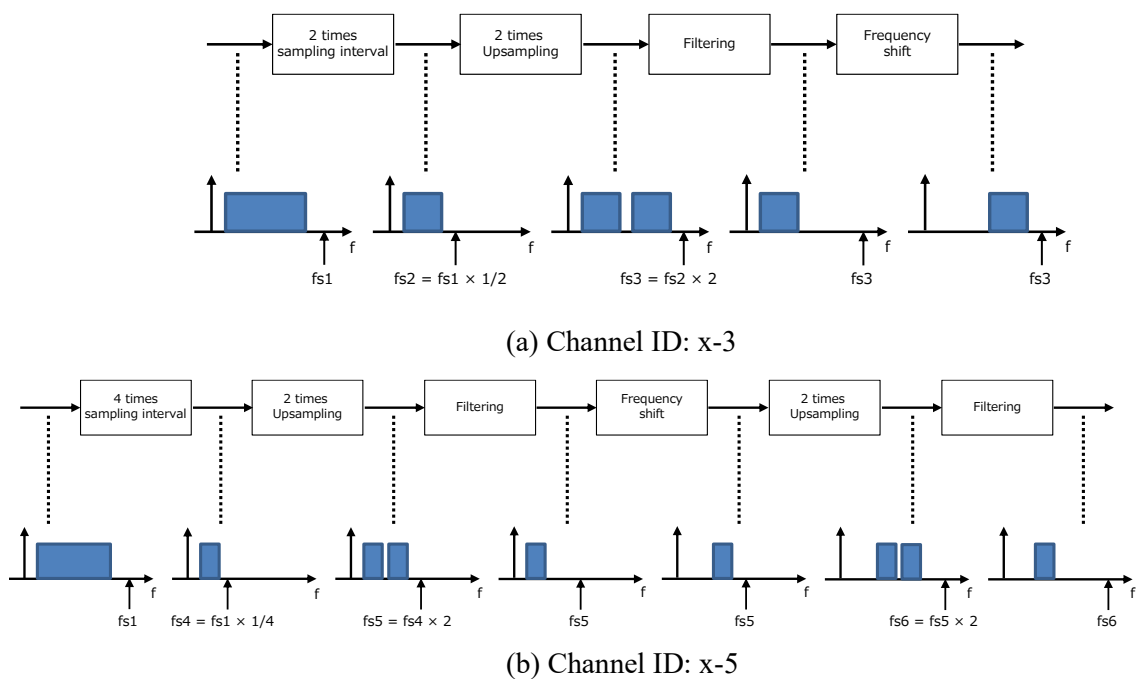 2 times
sampling interval
2 times
Upsampling
Filtering
Frequency
shift
f
f
f
f
f
fs1
fs2 = fs1 × 1/2
fs3 = fs2 × 2
fs3
fs3
(a) Channel ID: x-3
4 times
sampling interval
2 times
Upsampling
Filtering
Frequency
shift
2 times
Upsampling
Filtering
f
f
f
f
f
f
f
fs1
fs4 = fs1 × 1/4
fs5 = fs4 × 2
fs5
fs5
fs6 = fs5 × 2
fs6
(b) Channel ID: x-5